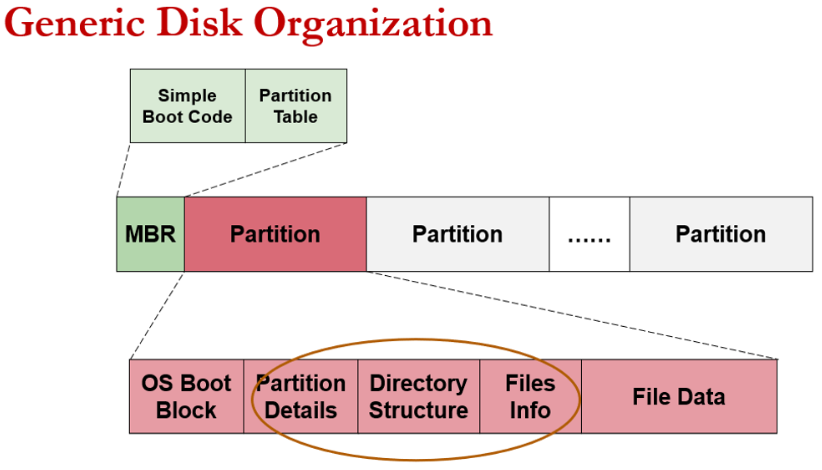 Generic Disk Organization
Simple
Boot Code
Partition
Table
MBR
Partition
Partition
......
Partition
OS Boot
Block
Partition
Details
Directory
Structure
Files
Info
File Data